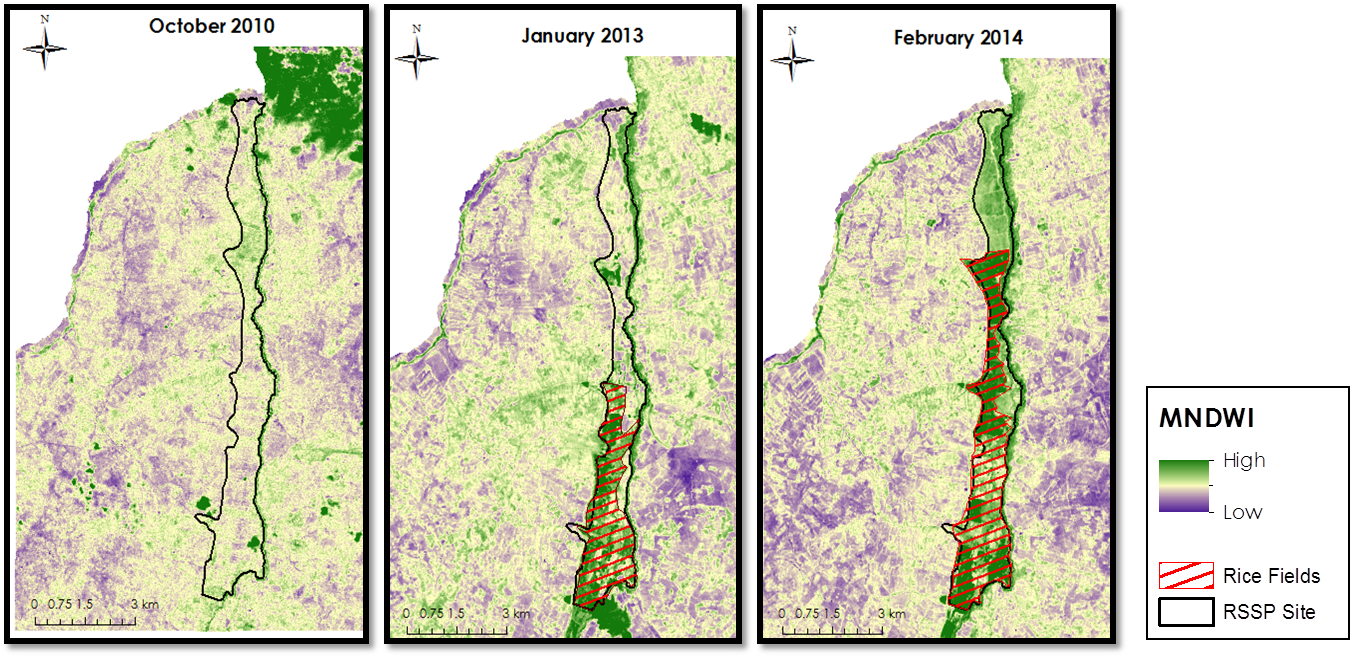 October 2010
N
0 0.75 1.5 3 km
January 2013
N
0 0.75 1.5 3 km
February 2014
N
0 0.75 1.5 3 km
MNDWI
High
Low
Rice Fields
RSSP Site